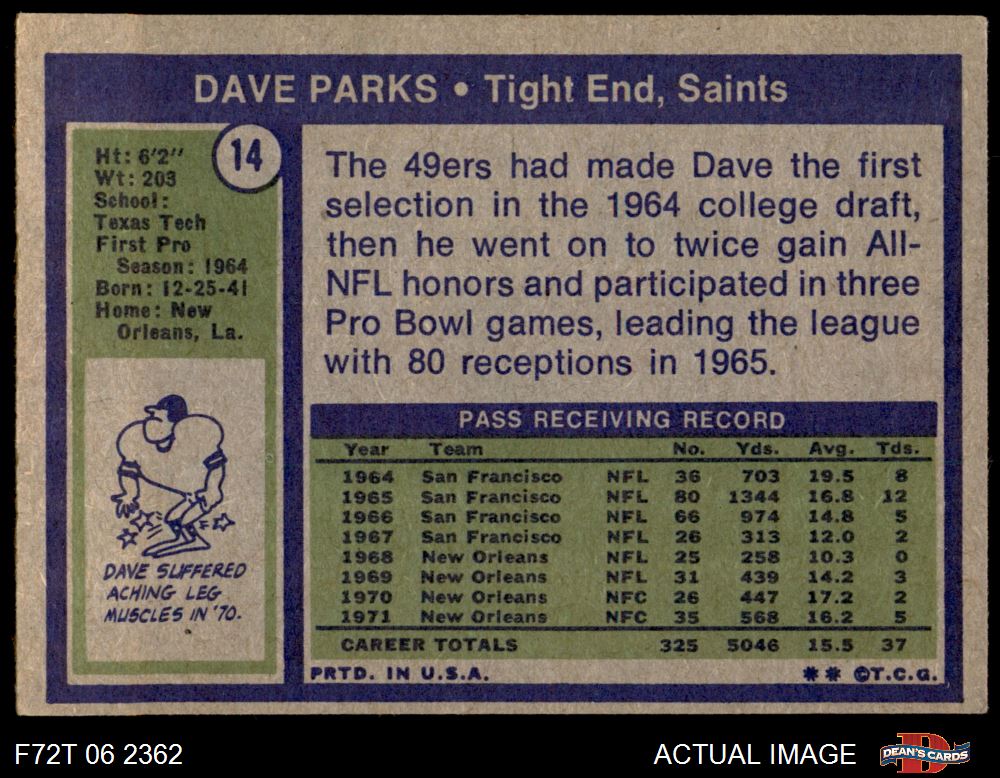 DAVE PARKS • Tight End, Saints
14
Ht: 6'2"
Wt: 203
School:
Texas Tech
First Pro
Season: 1964
Born: 12-25-41
Home: New
Orleans, La.
DAVE SUFFERED
ACHING LEG
MUSCLES IN '70.
The 49ers had made Dave the first
selection in the 1964 college draft,
then he went on to twice gain All-
NFL honors and participated in three
Pro Bowl games, leading the league
with 80 receptions in 1965.
PASS RECEIVING RECORD
Year Team No. Yds. Avg. Tds.
1964 San Francisco NFL 36 703 19.5 8
1965 San Francisco NFL 80 1344 16.8 12
1966 San Francisco NFL 66 974 14.8 5
1967 San Francisco NFL 26 313 12.0 2
1968 New Orleans NFL 25 258 10.3 0
1969 New Orleans NFL 31 439 14.2 3
1970 New Orleans NFC 26 447 17.2 2
1971 New Orleans NFC 35 568 16.2 5
CAREER TOTALS 325 5046 15.5 37
PRTD. IN U.S.A. ** ©T.C.G.
F72T 06 2362 ACTUAL IMAGE D DEAN'S CARDS